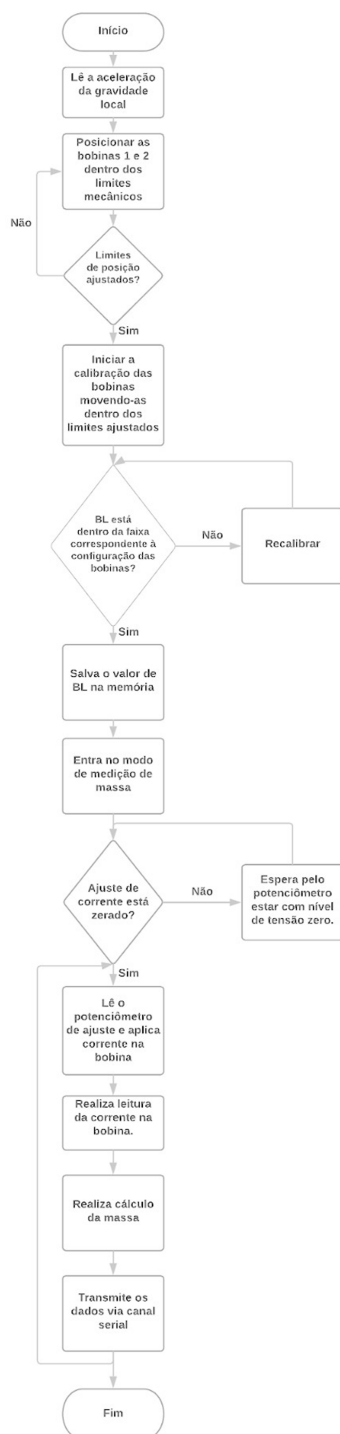 Início
Lê a aceleração
da gravidade
local
Posicionar as
bobinas 1 e 2
dentro dos
limites
mecânicos
Não
Limites
de posição
ajustados?
Sim
Iniciar a
calibração das
bobinas
movendo-as
dentro dos
limites ajustados
BL está
dentro da faixa
correspondente à
configuração das
bobinas?
Não
Recalibrar
Sim
Salva o valor de
BL na memória
Entra no modo
de medição de
massa
Ajuste de
corrente está
zerado?
Não
Espera pelo
potenciômetro
estar com nível
de tensão zero.
Sim
Lê o
potenciômetro
de ajuste e aplica
corrente na
bobina
Realiza leitura
da corrente na
bobina.
Realiza cálculo
da massa
Transmite os
dados via canal
serial
Fim